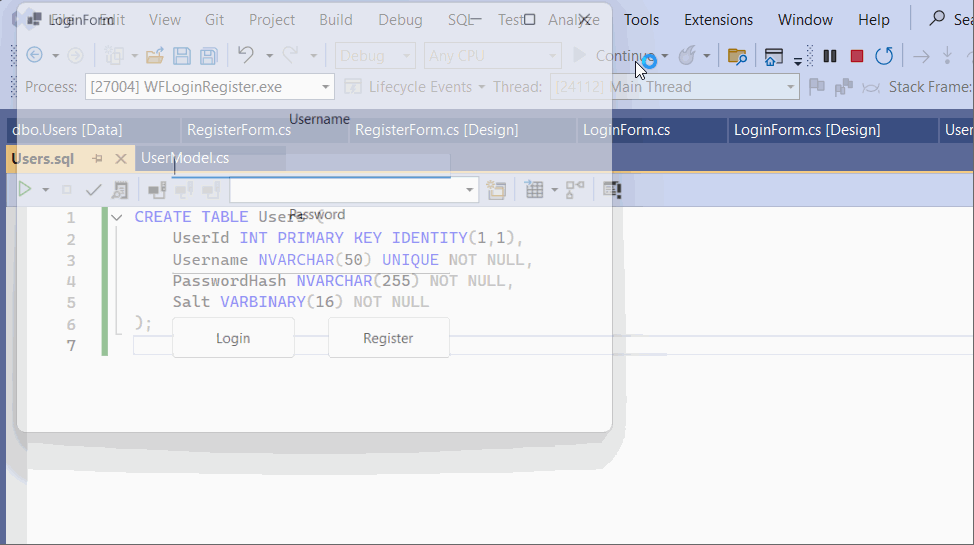 LoginForm
Edit View Git Project Build Debug SQL Test Analyze Tools Extensions Window Help Sea
Debug Any CPU Continue
Process: [27004] WFLoginRegister.exe Lifecycle Events Thread: [24112] Main Thread Stack Frame:
Username
dbo.Users [Data] RegisterForm.cs RegisterForm.cs [Design] LoginForm.cs LoginForm.cs [Design] User
Users.sql UserModel.cs
Password
1 CREATE TABLE Users (
2 UserId INT PRIMARY KEY IDENTITY(1,1),
3 Username NVARCHAR(50) UNIQUE NOT NULL,
4 PasswordHash NVARCHAR(255) NOT NULL,
5 Salt VARBINARY(16) NOT NULL
6 );
7
Login Register